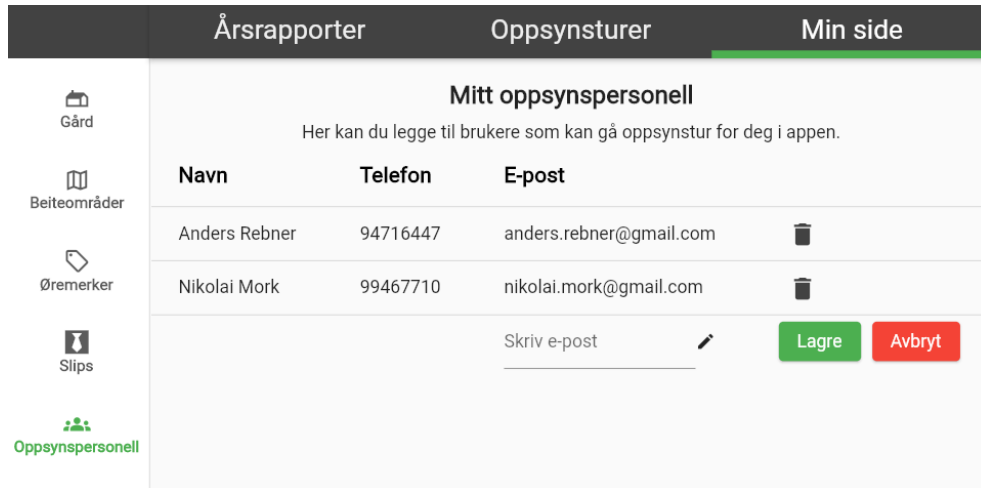 Årsrapporter Oppsynsturer Min side
Gård
Beiteområder
Øremerker
Slips
Oppsynspersonell
Mitt oppsynspersonell
Her kan du legge til brukere som kan gå oppsynstur for deg i appen.
Navn Telefon E-post
Anders Rebner 94716447 anders.rebner@gmail.com
Nikolai Mork 99467710 nikolai.mork@gmail.com
Skriv e-post Lagre Avbryt